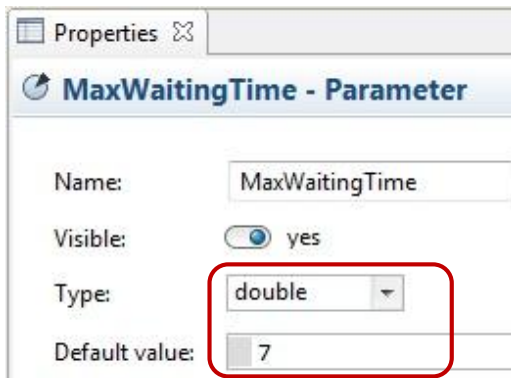 Properties
MaxWaitingTime - Parameter
Name: MaxWaitingTime
Visible: yes
Type: double
Default value: 7